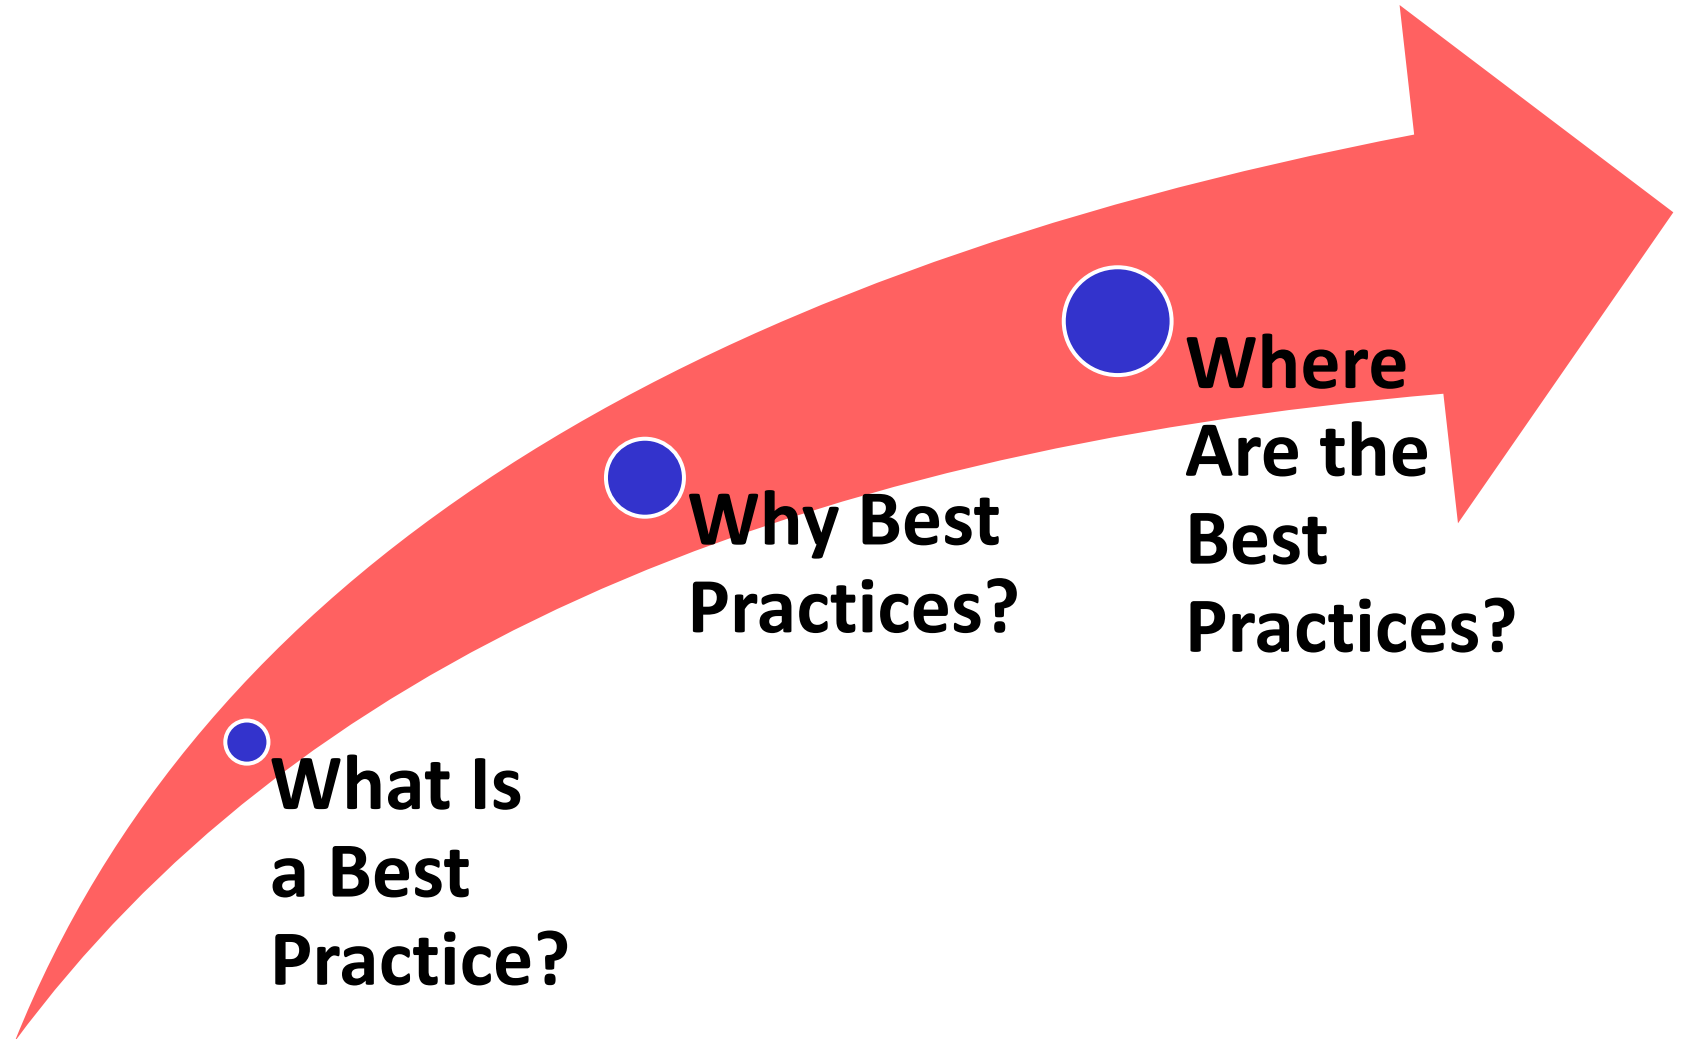 What Is
a Best
Practice?
Why Best
Practices?
Where
Are the
Best
Practices?